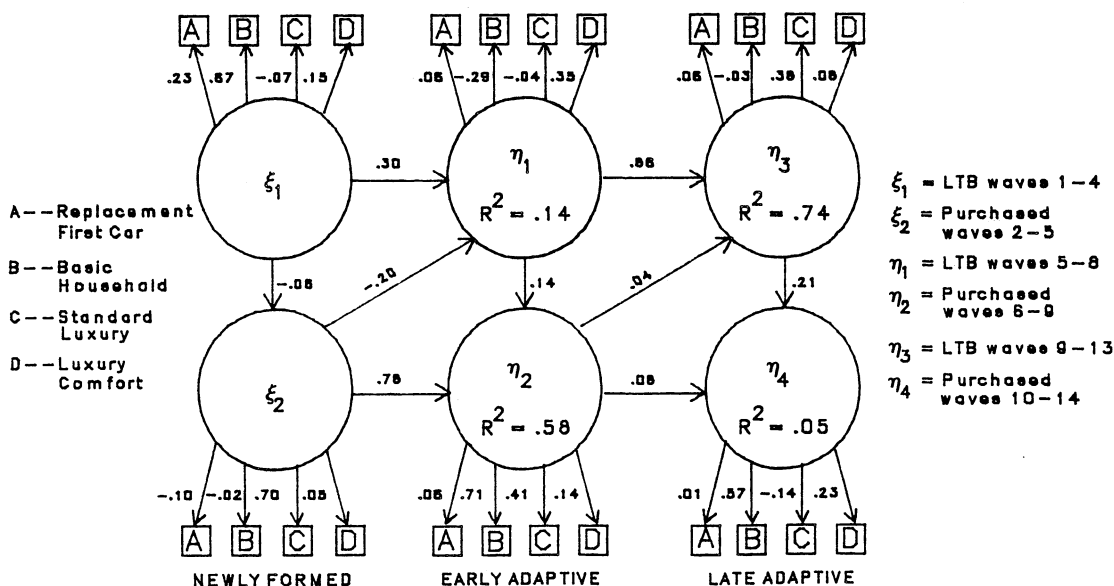 A B C D A B C D A B C D
.23 .67 -.07 .15 .06 -.29 -.04 .35 .06 -.03 .38 .08
ξ1 .30 η1 R² = .14 .86 η3 R² = .74
A--Replacement
First Car
B--Basic
Household
C--Standard
Luxury
D--Luxury
Comfort
-.06 -.20 .14 .04 .21
ξ2 .76 η2 R² = .58 .06 η4 R² = .05
ξ1 = LTB waves 1-4
ξ2 = Purchased
waves 2-5
η1 = LTB waves 5-8
η2 = Purchased
waves 6-9
η3 = LTB waves 9-13
η4 = Purchased
waves 10-14
-.10 -.02 .70 .05 .06 .71 .41 .14 .01 .57 -.14 .23
A B C D A B C D A B C D
NEWLY FORMED EARLY ADAPTIVE LATE ADAPTIVE